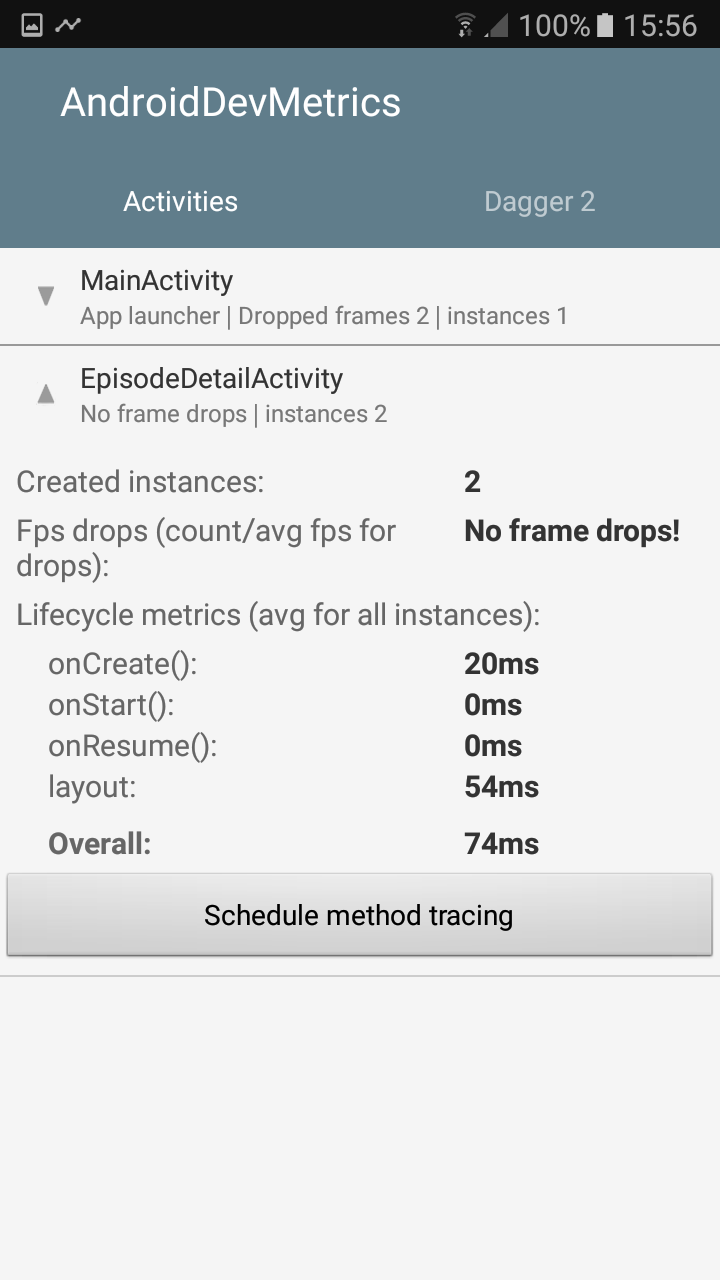 100% 15:56
AndroidDevMetrics
Activities Dagger 2
MainActivity
App launcher | Dropped frames 2 | instances 1
EpisodeDetailActivity
No frame drops | instances 2
Created instances: 2
Fps drops (count/avg fps for No frame drops!
drops):
Lifecycle metrics (avg for all instances):
onCreate(): 20ms
onStart(): 0ms
onResume(): 0ms
layout: 54ms
Overall: 74ms
Schedule method tracing